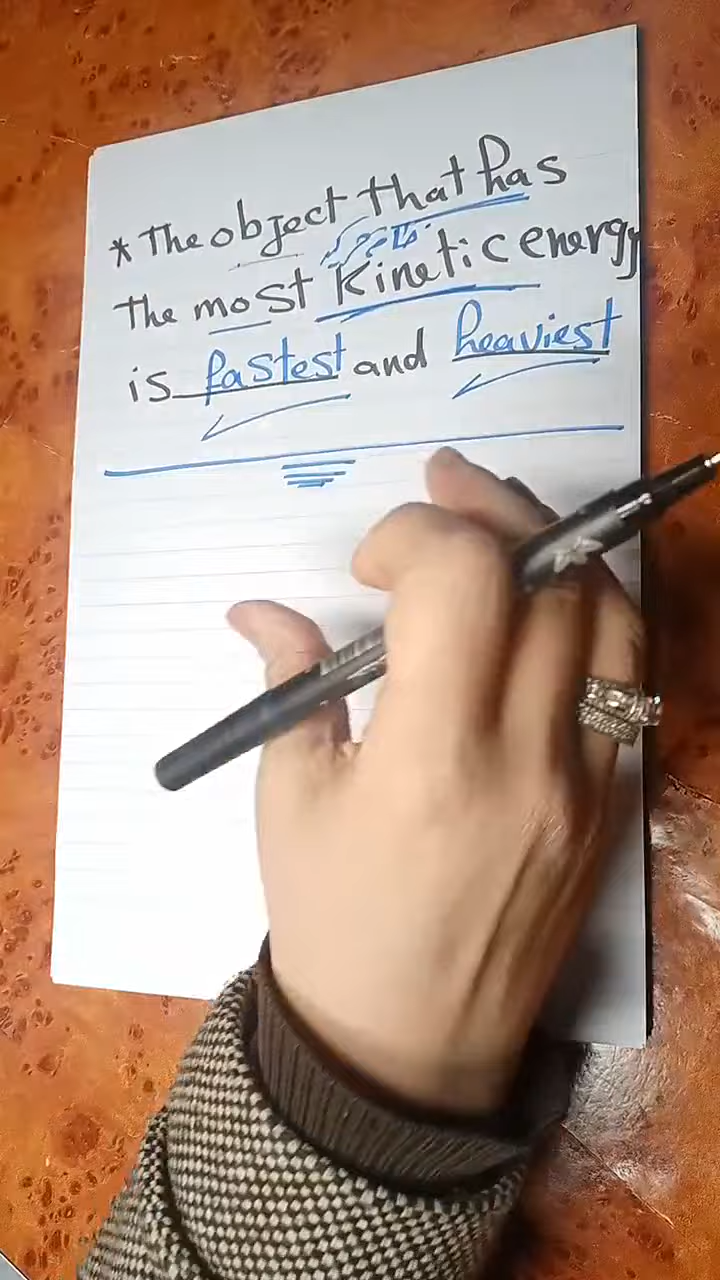 * The object that has
The most Kinetic energy
is fastest and heaviest